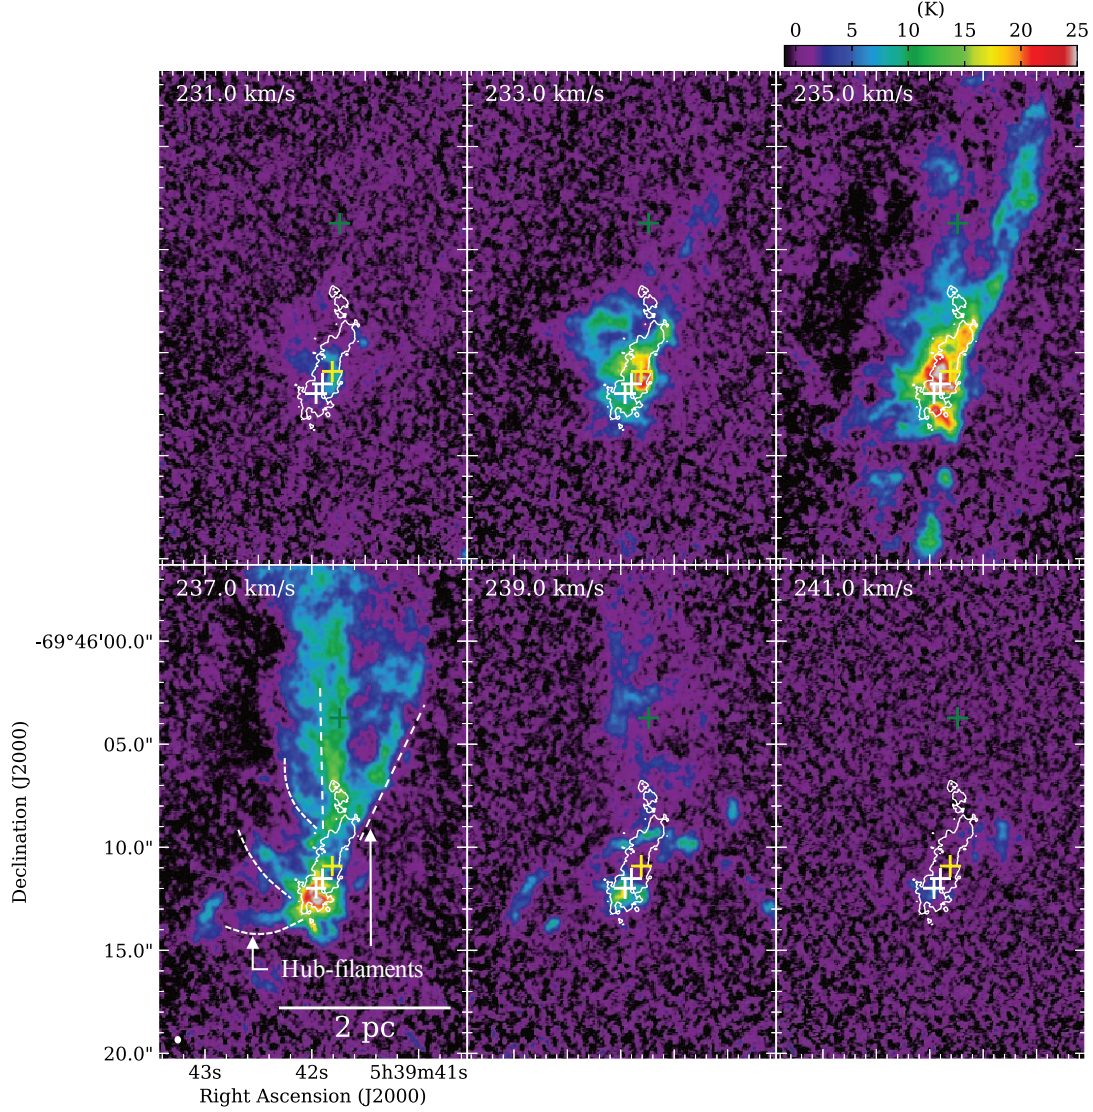 (K)
0 5 10 15 20 25
231.0 km/s 233.0 km/s 235.0 km/s
237.0 km/s 239.0 km/s 241.0 km/s
-69°46'00.0"
05.0"
10.0"
15.0"
20.0"
Declination (J2000)
Hub-filaments
2 pc
43s 42s 5h39m41s
Right Ascension (J2000)